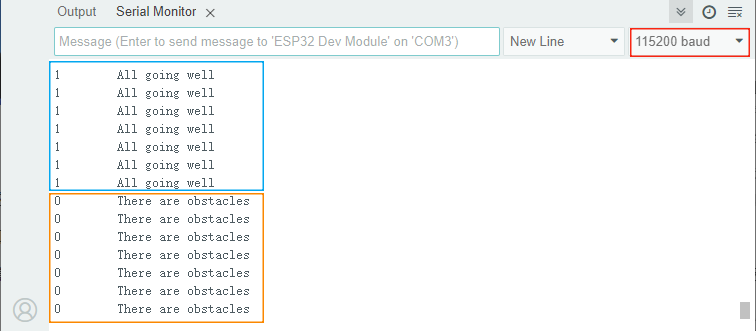 Output Serial Monitor
Message (Enter to send message to 'ESP32 Dev Module' on 'COM3') New Line 115200 baud
1 All going well
1 All going well
1 All going well
1 All going well
1 All going well
1 All going well
1 All going well
0 There are obstacles
0 There are obstacles
0 There are obstacles
0 There are obstacles
0 There are obstacles
0 There are obstacles
0 There are obstacles